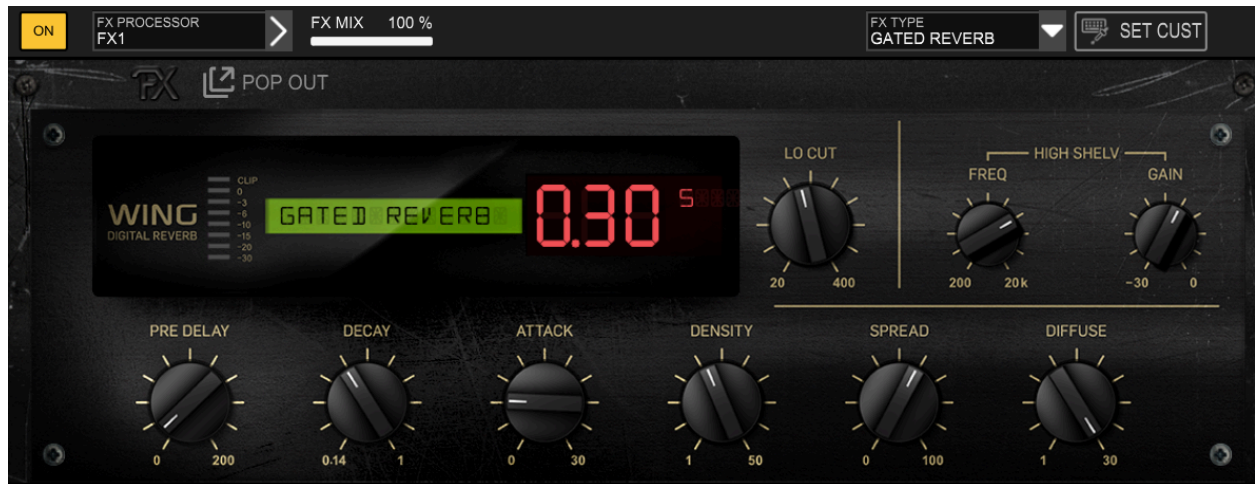 ON
FX PROCESSOR
FX1
FX MIX 100 %
FX TYPE
GATED REVERB
SET CUST
FX
POP OUT
WING
DIGITAL REVERB
CLIP
0
-3
-6
-10
-15
-20
-30
GATED REVERB
0.30 S
LO CUT
20 400
HIGH SHELV
FREQ GAIN
200 20k
-30 0
PRE DELAY DECAY ATTACK DENSITY SPREAD DIFFUSE
0 200 0.14 1 0 30 1 50 0 100 1 30